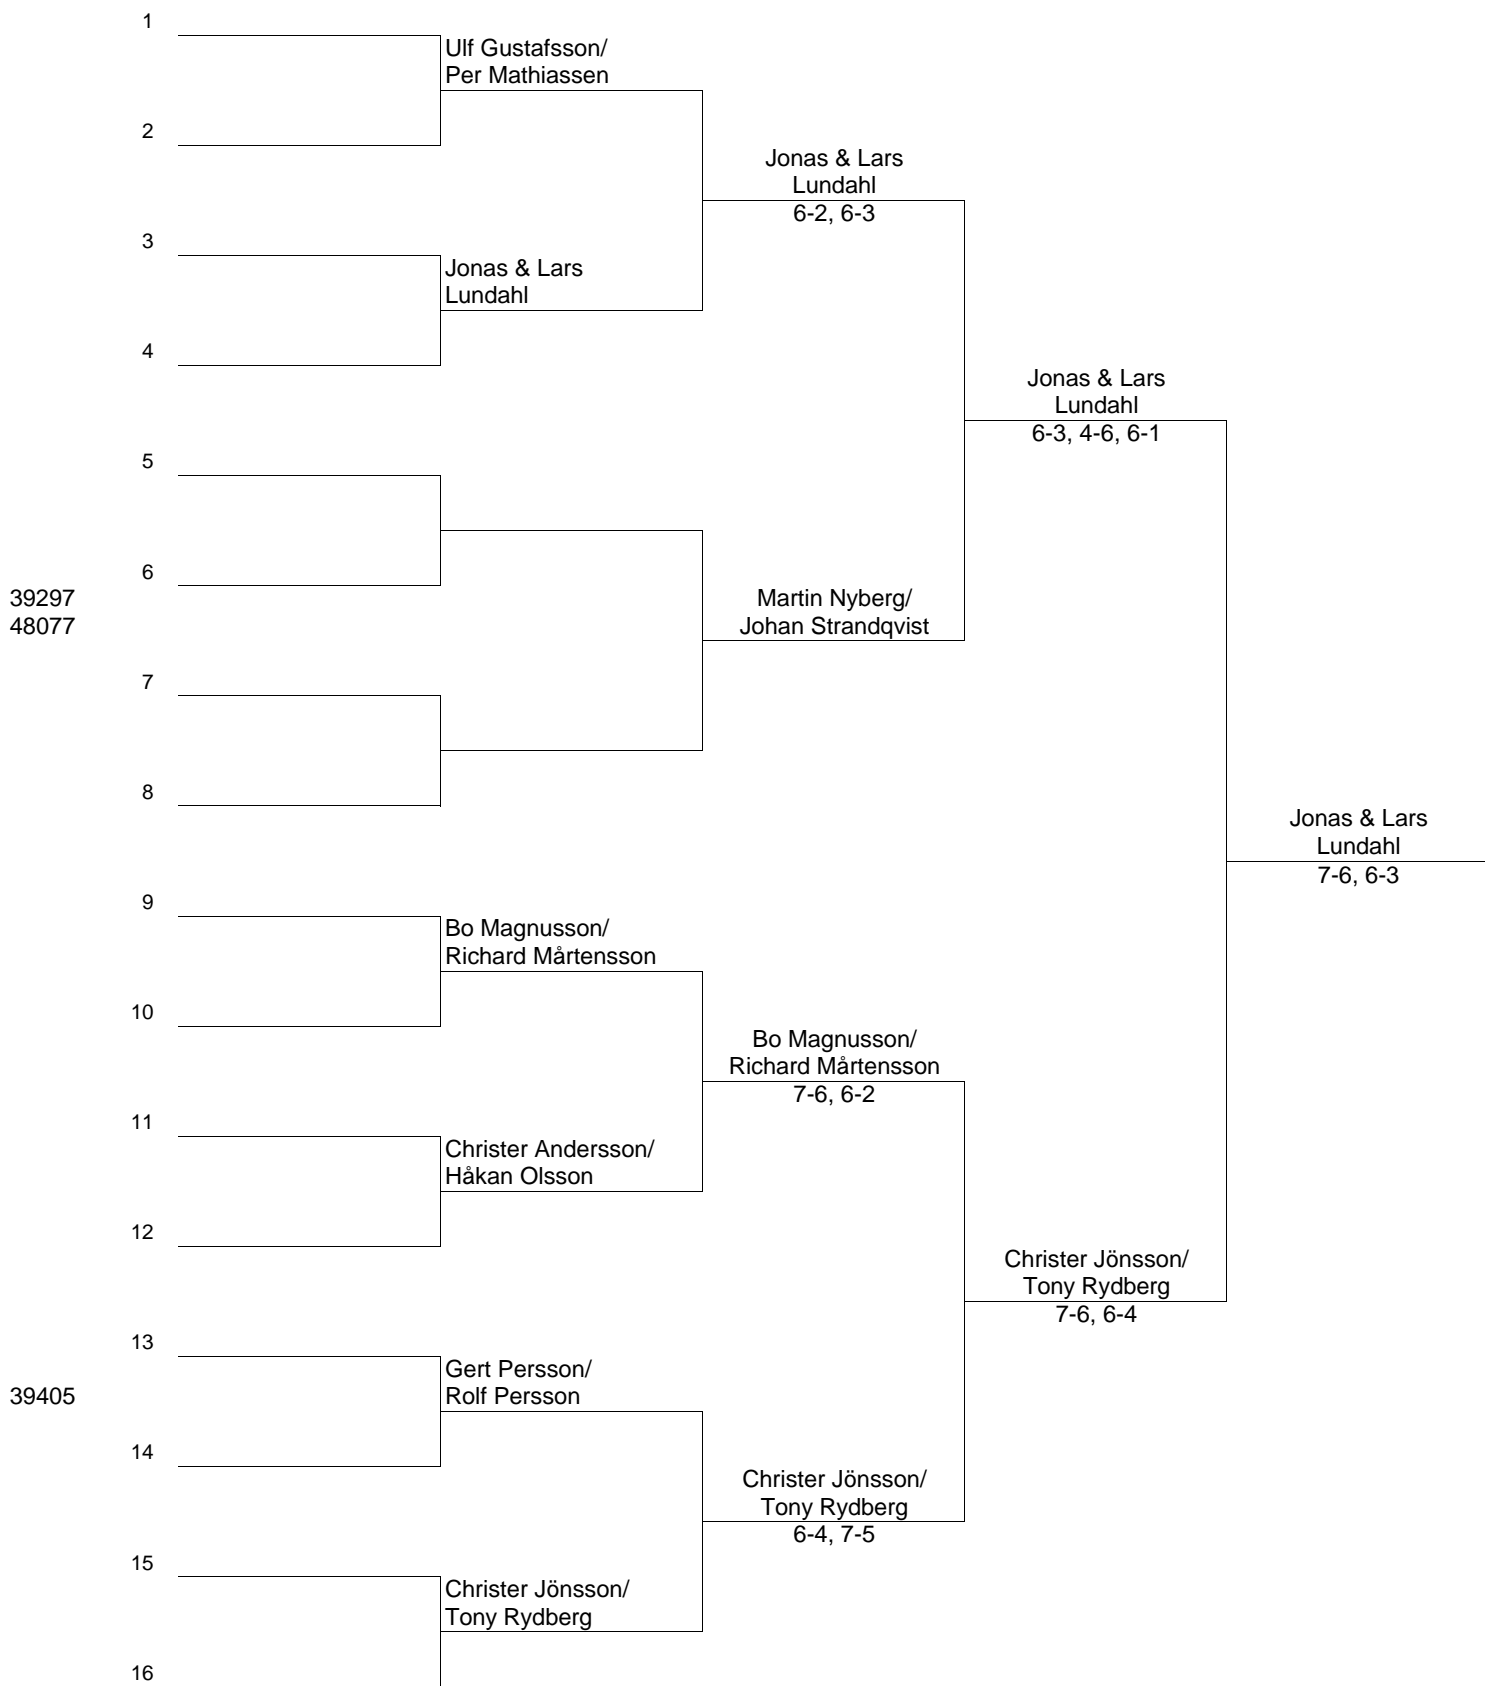 1
Ulf Gustafsson/
Per Mathiassen
2
Jonas & Lars
Lundahl
6-2, 6-3
3
Jonas & Lars
Lundahl
4
Jonas & Lars
Lundahl
6-3, 4-6, 6-1
5
6
39297
48077
Martin Nyberg/
Johan Strandqvist
7
8
Jonas & Lars
Lundahl
7-6, 6-3
9
Bo Magnusson/
Richard Mårtensson
10
Bo Magnusson/
Richard Mårtensson
7-6, 6-2
11
Christer Andersson/
Håkan Olsson
12
Christer Jönsson/
Tony Rydberg
7-6, 6-4
13
Gert Persson/
Rolf Persson
39405
14
Christer Jönsson/
Tony Rydberg
6-4, 7-5
15
Christer Jönsson/
Tony Rydberg
16